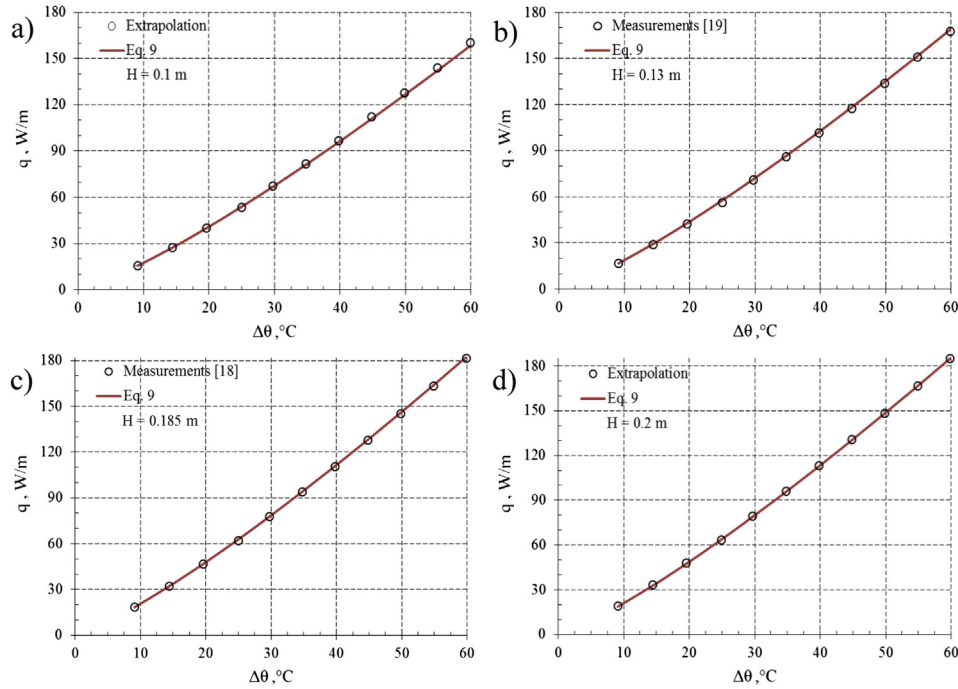 a)
Extrapolation
Eq. 9
H = 0.1 m
180
150
120
90
60
30
0
q , W/m
0 10 20 30 40 50 60
Δθ ,°C
b)
Measurements [19]
Eq. 9
H = 0.13 m
180
150
120
90
60
30
0
q , W/m
0 10 20 30 40 50 60
Δθ ,°C
c)
Measurements [18]
Eq. 9
H = 0.185 m
180
150
120
90
60
30
0
q , W/m
0 10 20 30 40 50 60
Δθ ,°C
d)
Extrapolation
Eq. 9
H = 0.2 m
180
150
120
90
60
30
0
q , W/m
0 10 20 30 40 50 60
Δθ ,°C